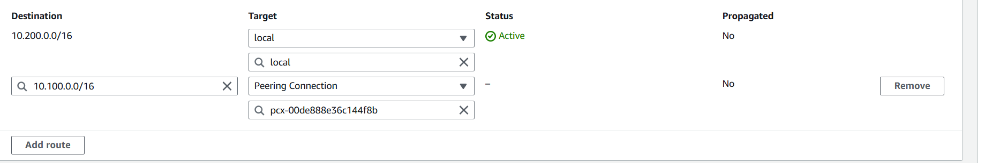 Destination Target Status Propagated
10.200.0.0/16 local Active No
local
10.100.0.0/16 Peering Connection – No Remove
pcx-00de888e36c144f8b
Add route